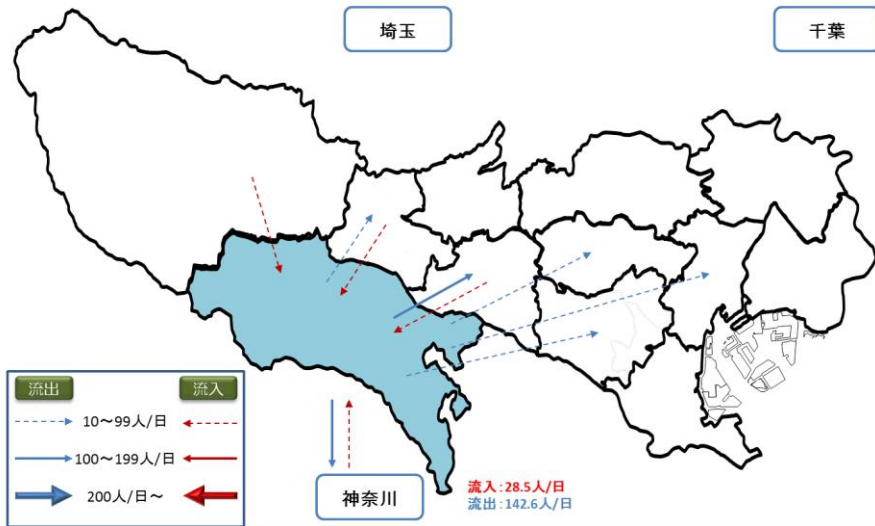 埼玉
千葉
流出
流入
10～99人/日
100～199人/日
200人/日～
神奈川
流入:28.5人/日
流出:142.6人/日